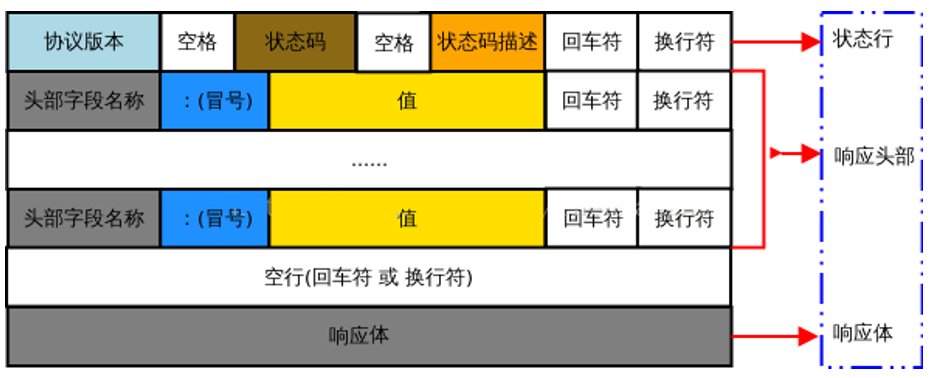 协议版本 空格 状态码 空格 状态码描述 回车符 换行符 状态行
头部字段名称 :(冒号) 值 回车符 换行符
...... 响应头部
头部字段名称 :(冒号) 值 回车符 换行符
空行(回车符 或 换行符)
响应体 响应体